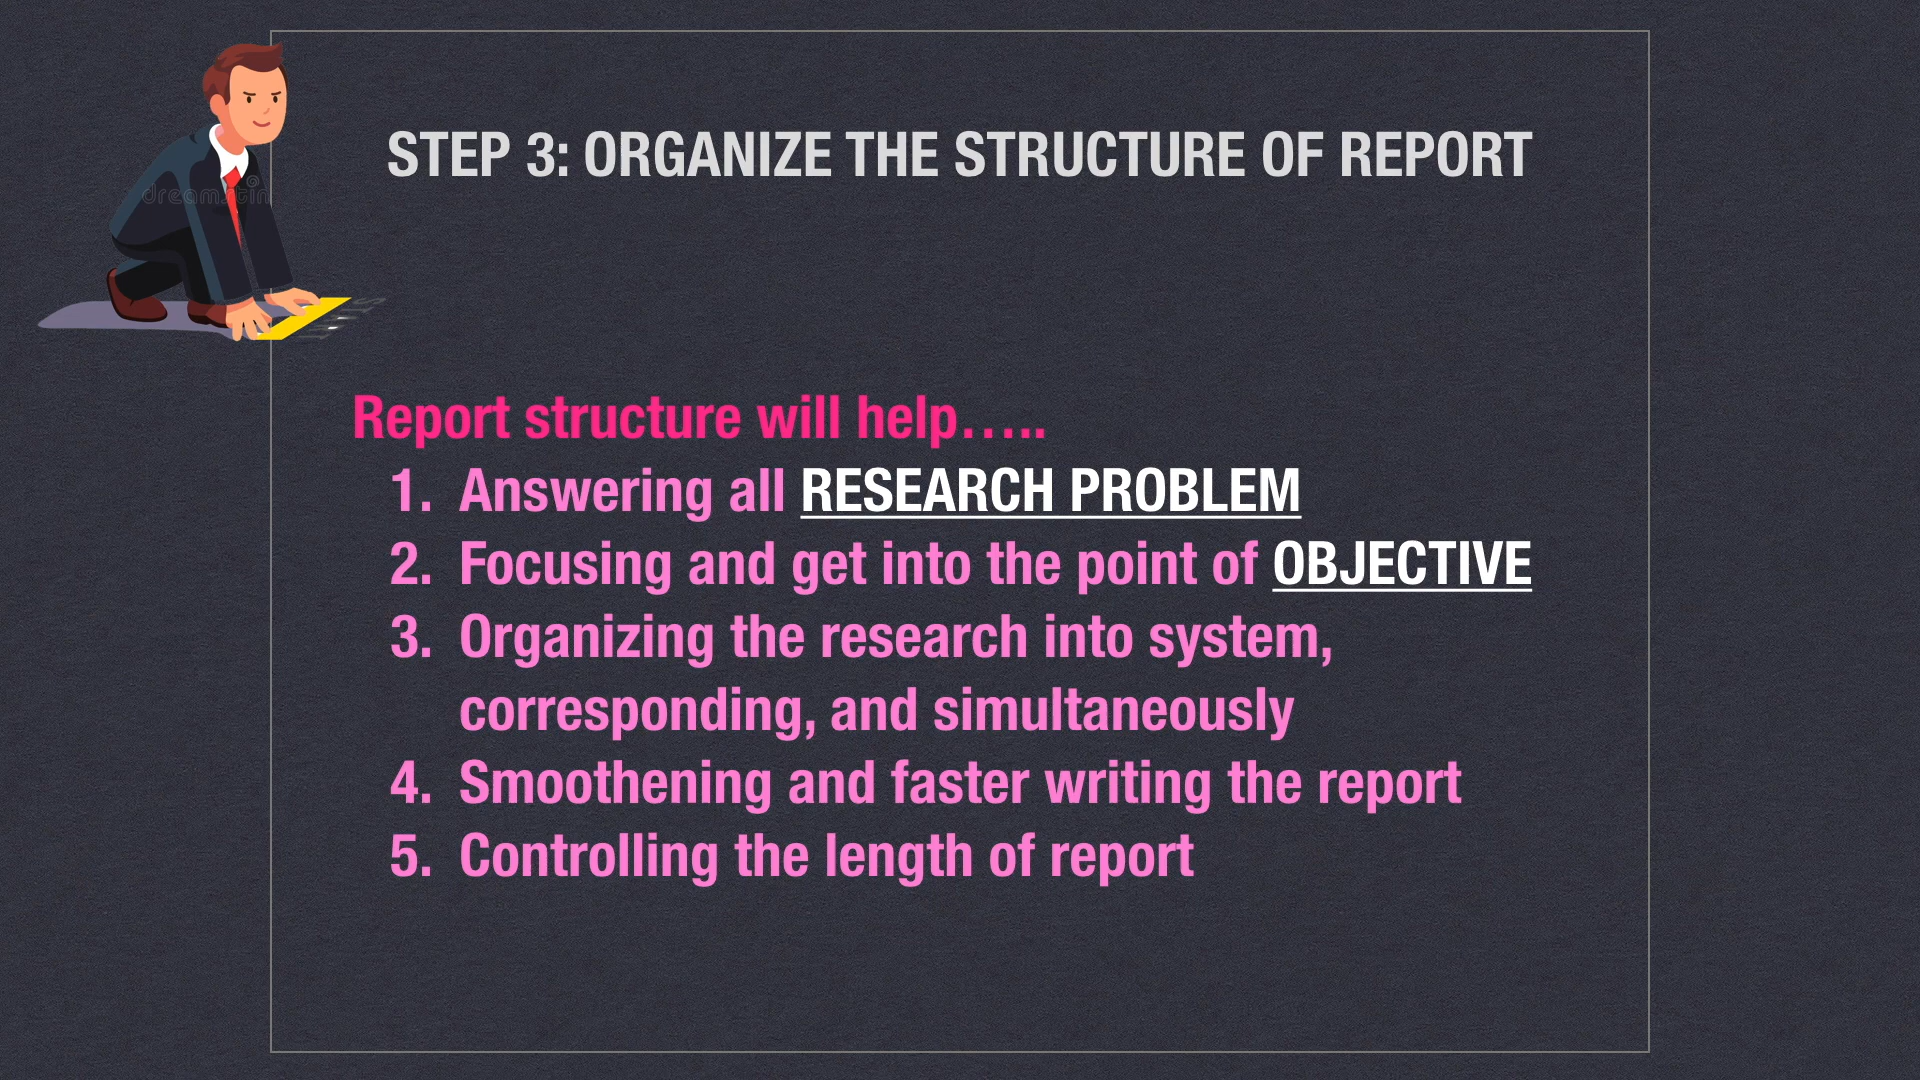 STEP 3: ORGANIZE THE STRUCTURE OF REPORT
dreamstin
Report structure will help…..
1. Answering all RESEARCH PROBLEM
2. Focusing and get into the point of OBJECTIVE
3. Organizing the research into system,
corresponding, and simultaneously
4. Smoothening and faster writing the report
5. Controlling the length of report